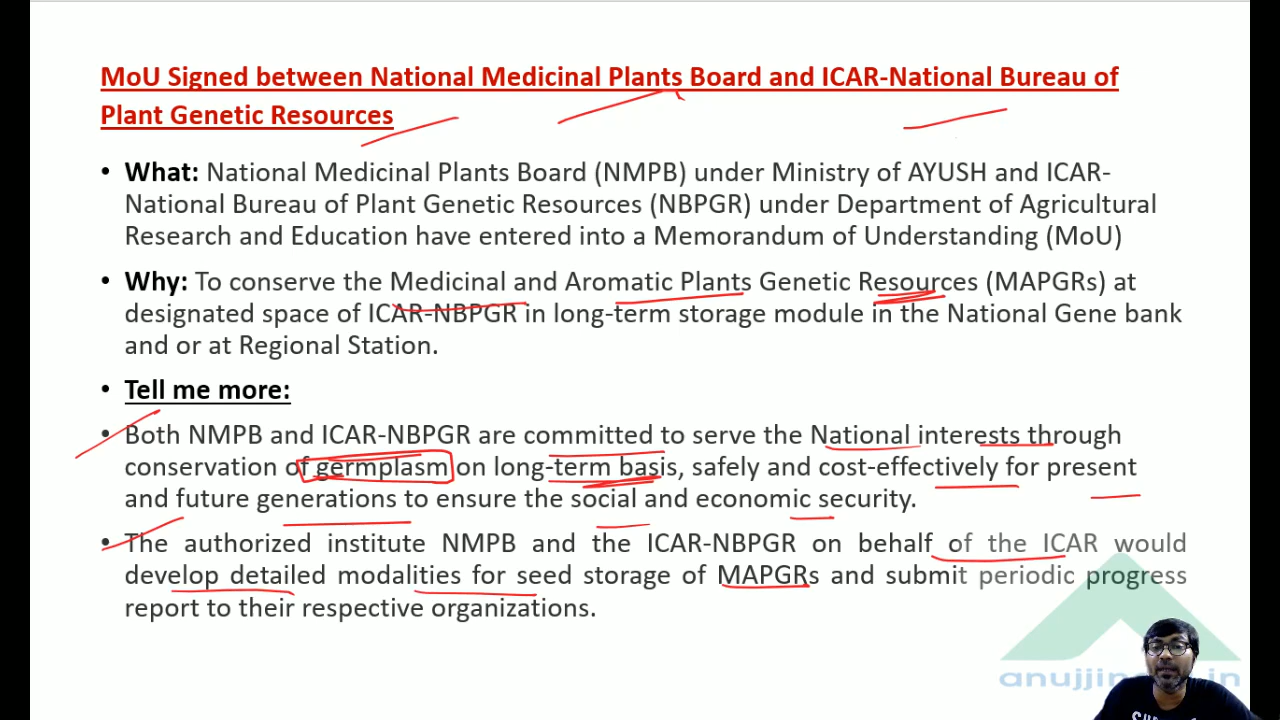 MoU Signed between National Medicinal Plants Board and ICAR-National Bureau of
Plant Genetic Resources
• What: National Medicinal Plants Board (NMPB) under Ministry of AYUSH and ICAR-
National Bureau of Plant Genetic Resources (NBPGR) under Department of Agricultural
Research and Education have entered into a Memorandum of Understanding (MoU)
• Why: To conserve the Medicinal and Aromatic Plants Genetic Resources (MAPGRs) at
designated space of ICAR-NBPGR in long-term storage module in the National Gene bank
and or at Regional Station.
• Tell me more:
• Both NMPB and ICAR-NBPGR are committed to serve the National interests through
conservation of germplasm on long-term basis, safely and cost-effectively for present
and future generations to ensure the social and economic security.
• The authorized institute NMPB and the ICAR-NBPGR on behalf of the ICAR would
develop detailed modalities for seed storage of MAPGRs and submit periodic progress
report to their respective organizations.